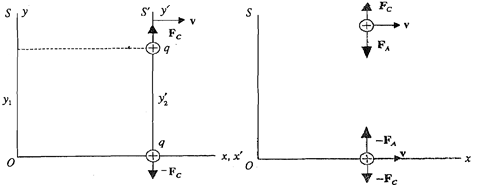 S y
S' y'
v
F_C
q
y_1
y'_2
q
O
x, x'
-F_C
S
F_C
v
F_A
-F_A
v
O
x
-F_C